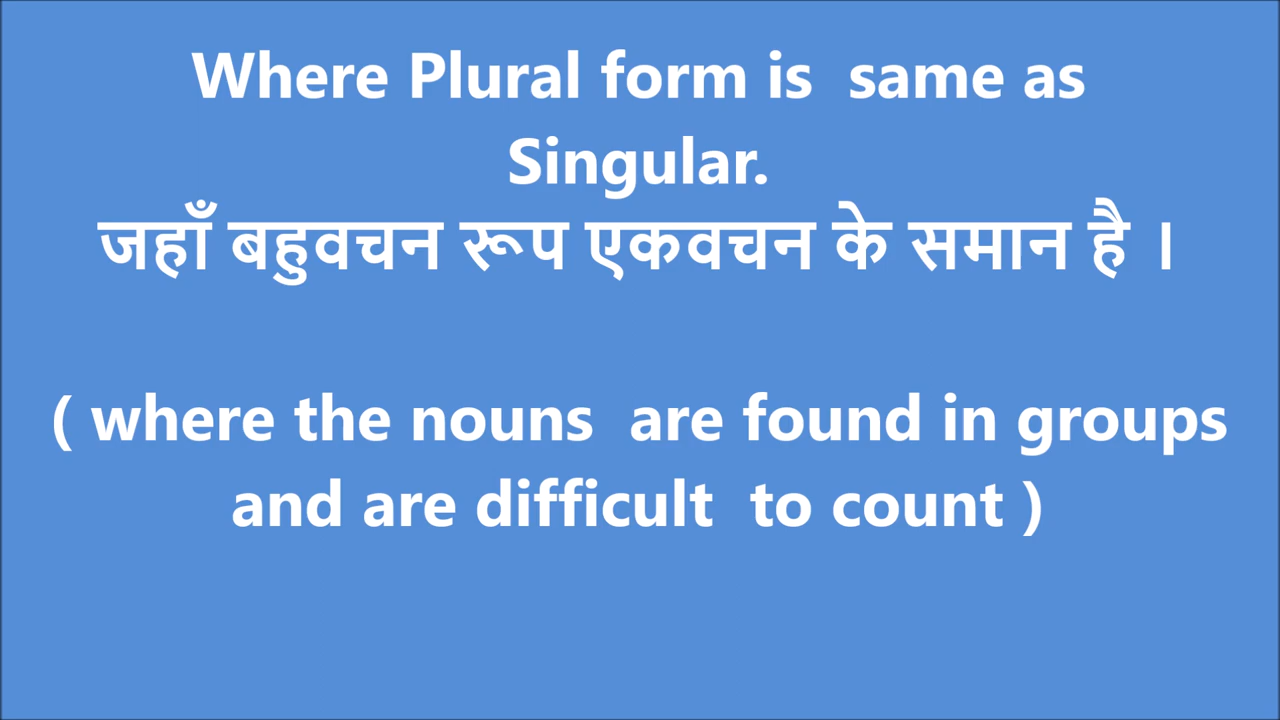 Where Plural form is same as
Singular.
जहाँ बहुवचन रूप एकवचन के समान है ।
( where the nouns are found in groups
and are difficult to count )